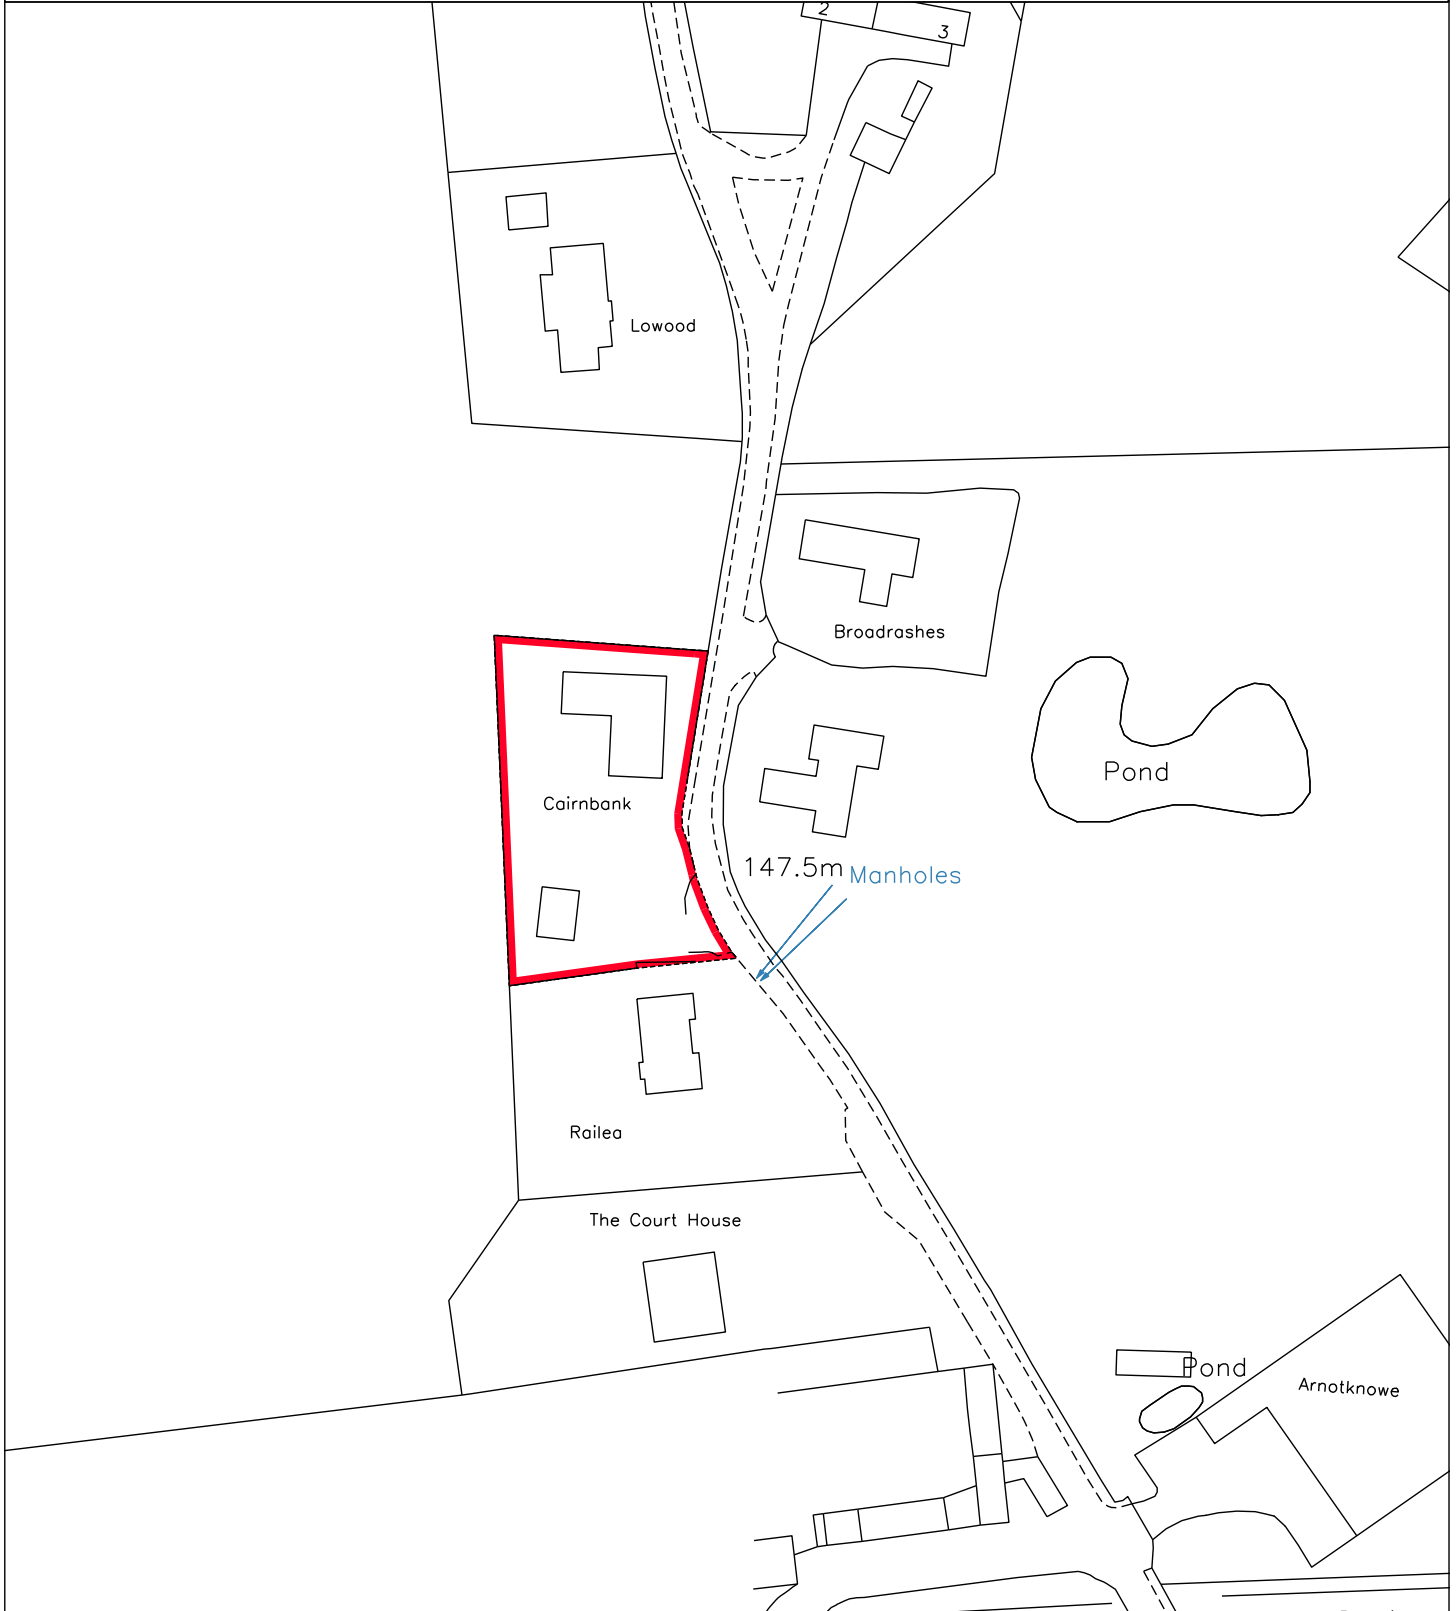 2
3
Lowood
Broadrashes
Pond
Cairnbank
147.5m
Manholes
Railea
The Court House
Pond
Arnotknowe